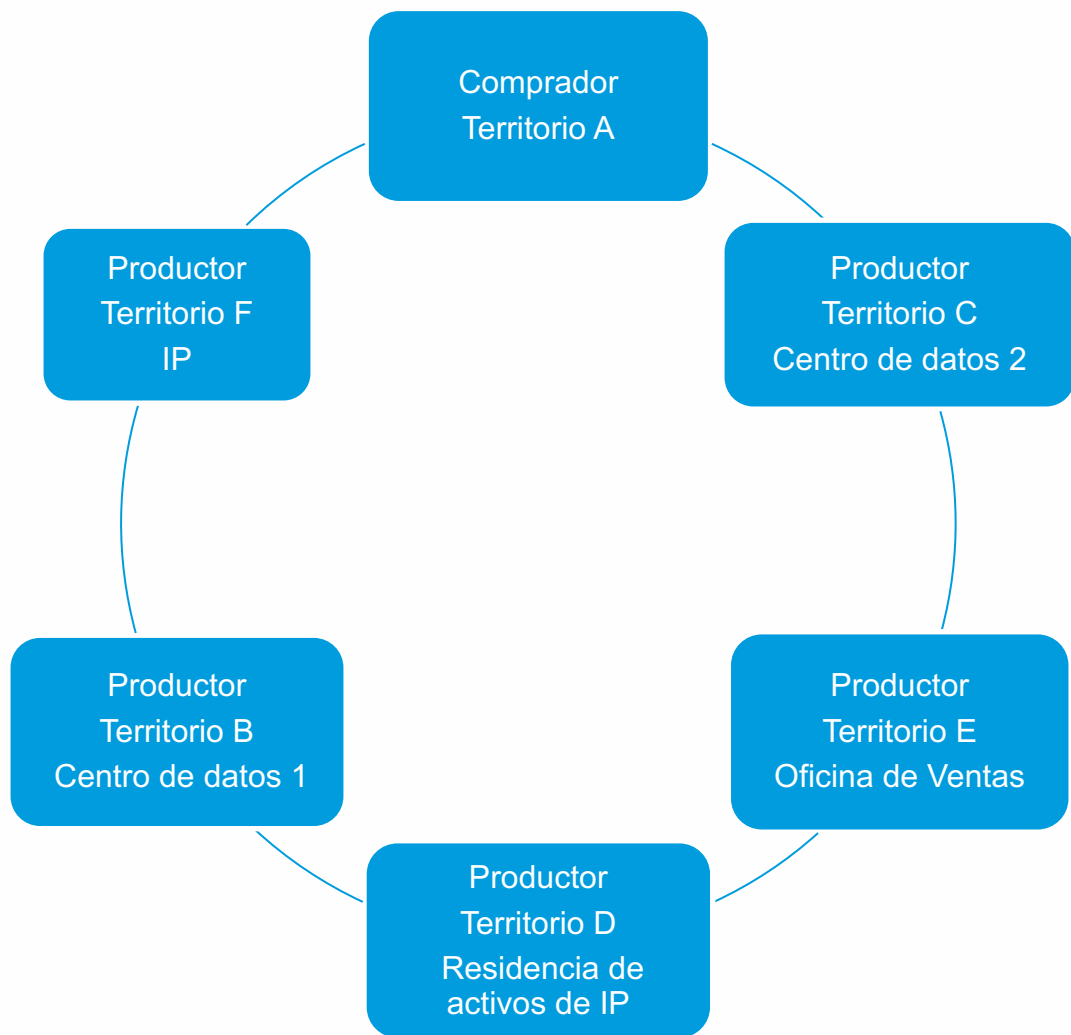 Comprador
Territorio A
Productor
Territorio F
IP
Productor
Territorio C
Centro de datos 2
Productor
Territorio B
Centro de datos 1
Productor
Territorio E
Oficina de Ventas
Productor
Territorio D
Residencia de
activos de IP